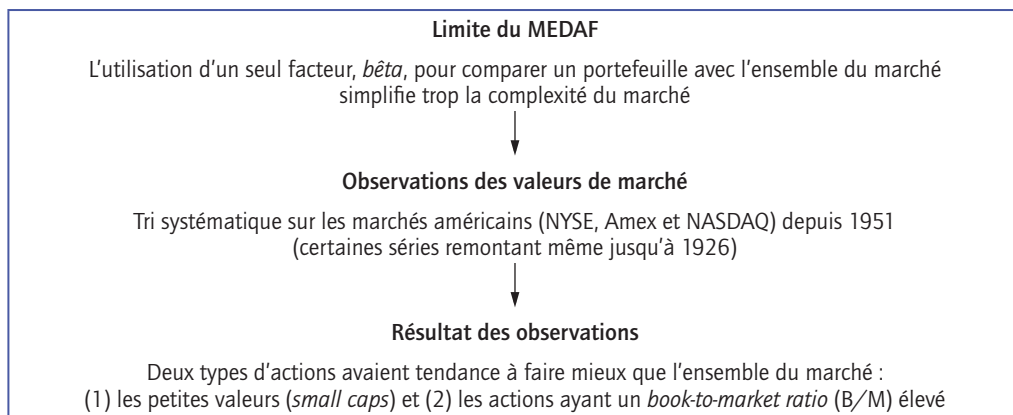 Limite du MEDAF
L'utilisation d'un seul facteur, bêta, pour comparer un portefeuille avec l'ensemble du marché
simplifie trop la complexité du marché
Observations des valeurs de marché
Tri systématique sur les marchés américains (NYSE, Amex et NASDAQ) depuis 1951
(certaines séries remontant même jusqu'à 1926)
Résultat des observations
Deux types d'actions avaient tendance à faire mieux que l'ensemble du marché :
(1) les petites valeurs (small caps) et (2) les actions ayant un book-to-market ratio (B/M) élevé